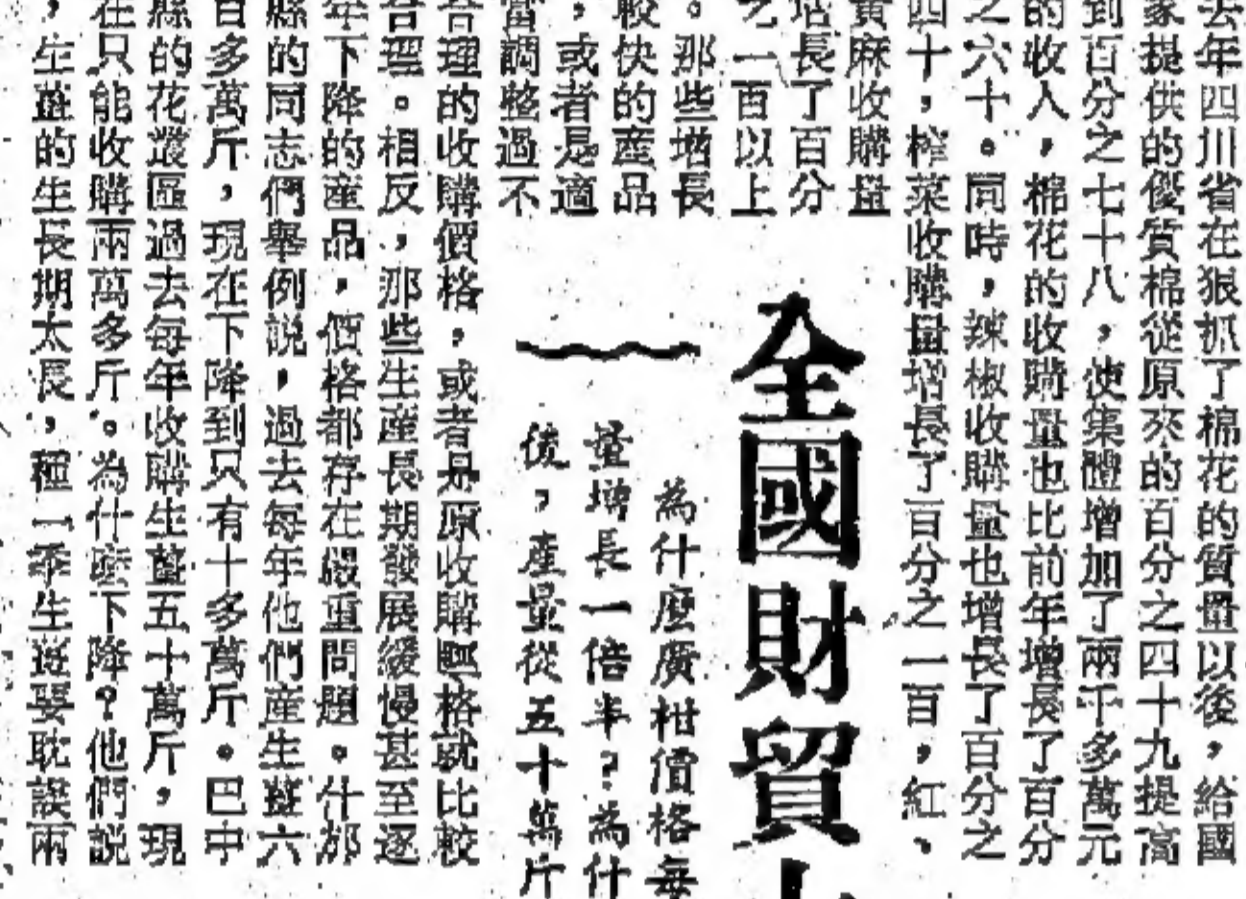 去年四川省在狠抓了棉花的質量以後，給國
家提供的優質棉從原來的百分之四十九提高
到百分之七十八，使集體增加了兩千多萬元
的收入，棉花的收購量也比前年增長了百分
之六十。同時，辣椒收購量也增長了百分之
四十，榨菜收購量增長了百分之一百，紅、
黃麻收購量
增長了百分
之一百以上
。那些增長
較快的產品
，或者是適
當調整過不
合理的收購價格，或者是原收購價格就比較
合理。相反，那些生產長期發展緩慢甚至逐
年下降的產品，價格都存在嚴重問題。什邡
縣的同志們舉例說，過去每年他們產生薑六
百多萬斤，現在下降到只有十多萬斤。巴中
縣的花叢區過去每年收購生薑五十萬斤，現
在只能收購兩萬多斤。為什麼下降？他們說
，生薑的生長期太長，種一季生薑要耽誤兩
全國財貿
為什麼廣柑價格每
量增長一倍半？為什
後，產量從五十萬斤